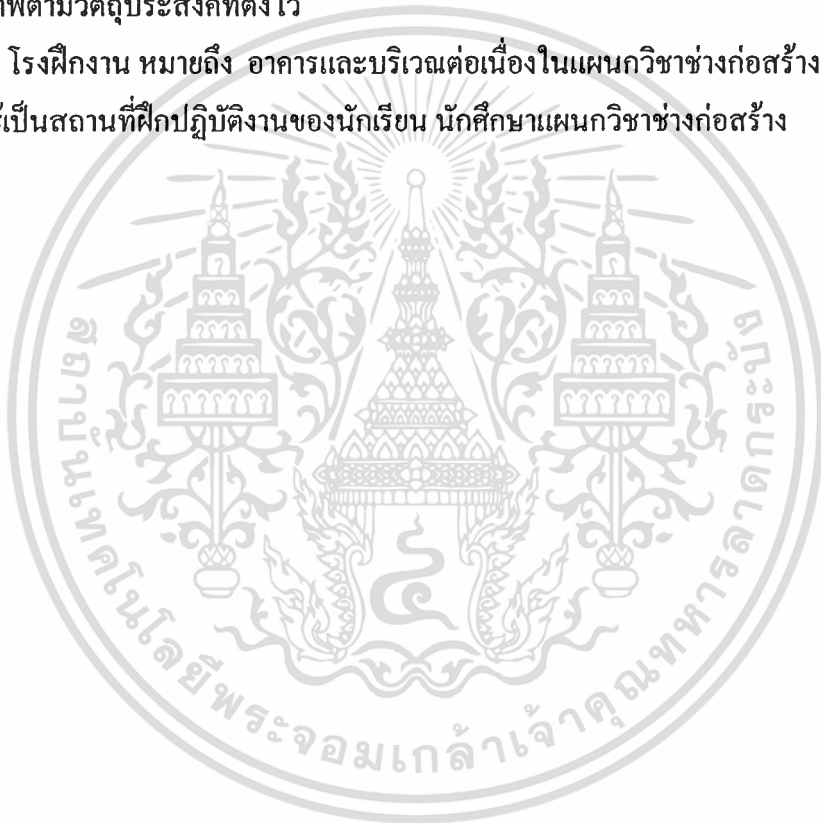 ภาพตามวัตถุประสงค์ที่ตั้งไว้
โรงฝึกงาน หมายถึง อาคารและบริเวณต่อเนื่องในแผนกวิชาช่างก่อสร้าง
เป็นสถานที่ฝึกปฏิบัติงานของนักเรียน นักศึกษาแผนกวิชาช่างก่อสร้าง
สถาบันเทคโนโลยีพระจอมเกล้าเจ้าคุณทหารลาดกระบัง
๔